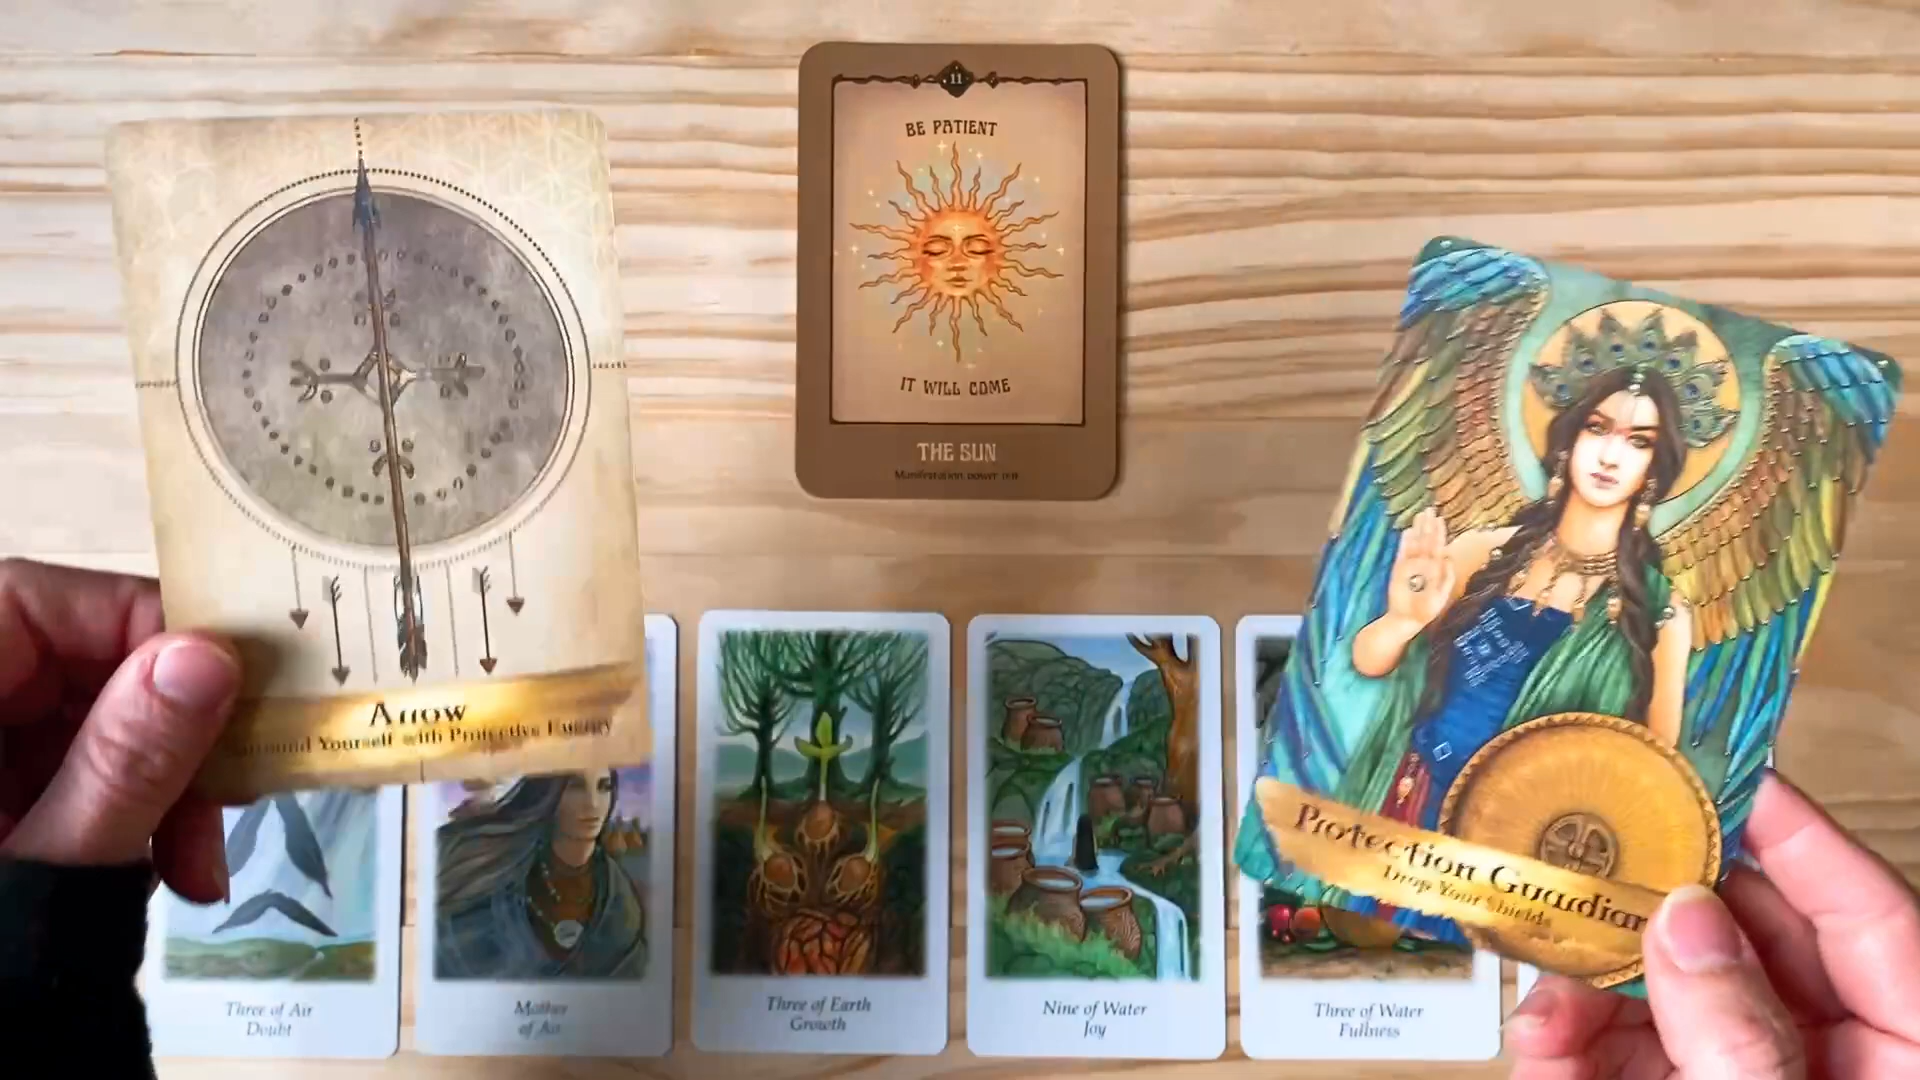 11
BE PATIENT
IT WILL COME
THE SUN
Manifestation power
Arrow
Surround Yourself with Protective Energy
Protection Guardian
Drop Your Shields
Three of Air
Doubt
Mother
of Air
Three of Earth
Growth
Nine of Water
Joy
Three of Water
Fullness